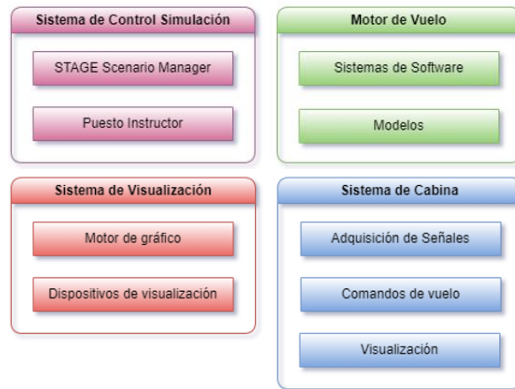 Sistema de Control Simulación
STAGE Scenario Manager
Puesto Instructor
Motor de Vuelo
Sistemas de Software
Modelos
Sistema de Visualización
Motor de gráfico
Dispositivos de visualización
Sistema de Cabina
Adquisición de Señales
Comandos de vuelo
Visualización